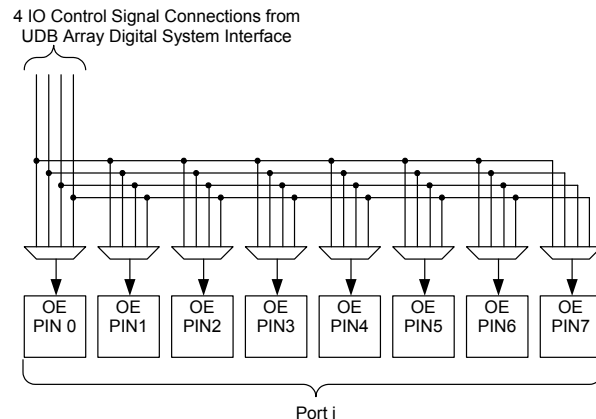 4 IO Control Signal Connections from
UDB Array Digital System Interface
OE
PIN 0
OE
PIN1
OE
PIN2
OE
PIN3
OE
PIN4
OE
PIN5
OE
PIN6
OE
PIN7
Port i